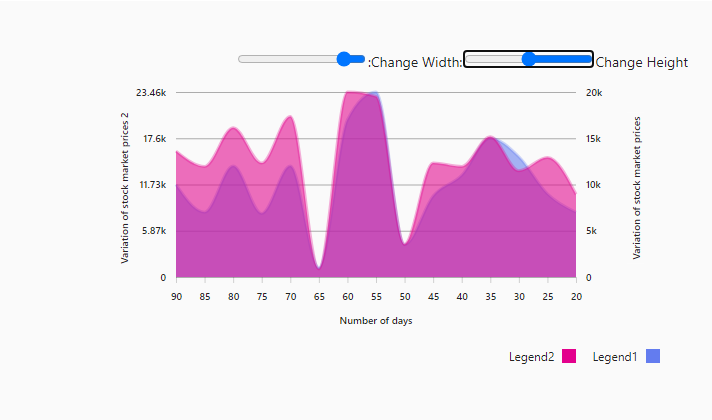 :Change Width: Change Height
23.46k 20k
17.6k 15k
11.73k 10k
5.87k 5k
0 0
Variation of stock market prices 2
Variation of stock market prices
90 85 80 75 70 65 60 55 50 45 40 35 30 25 20
Number of days
Legend2 Legend1